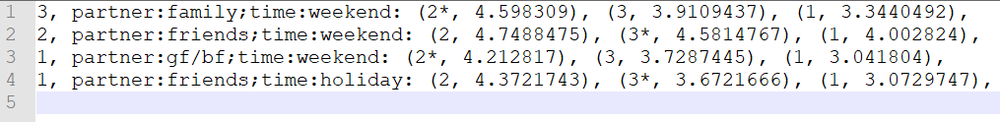 1 3, partner:family;time:weekend: (2*, 4.598309), (3, 3.9109437), (1, 3.3440492),
2 2, partner:friends;time:weekend: (2, 4.7488475), (3*, 4.5814767), (1, 4.002824),
3 1, partner:gf/bf;time:weekend: (2*, 4.212817), (3, 3.7287445), (1, 3.041804),
4 1, partner:friends;time:holiday: (2, 4.3721743), (3*, 3.6721666), (1, 3.0729747),
5